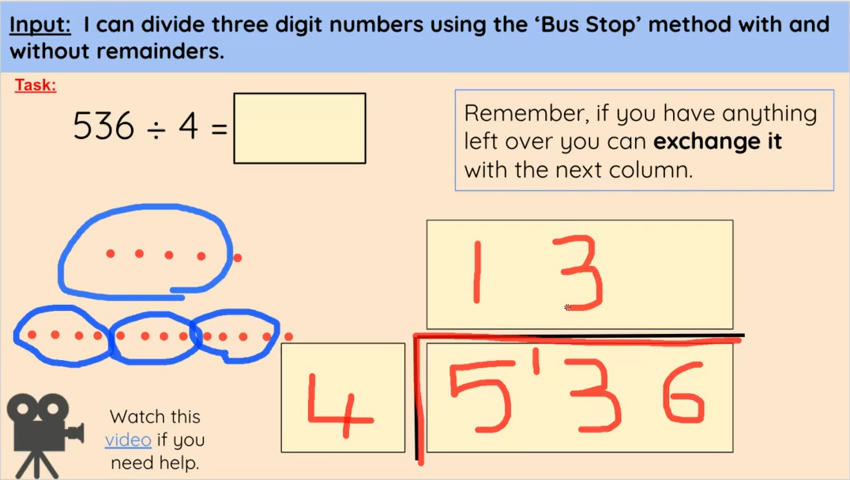 Input: I can divide three digit numbers using the ‘Bus Stop’ method with and
without remainders.
Task:
536 ÷ 4 =
Remember, if you have anything
left over you can exchange it
with the next column.
1 3
4 5 1 3 6
Watch this
video if you
need help.